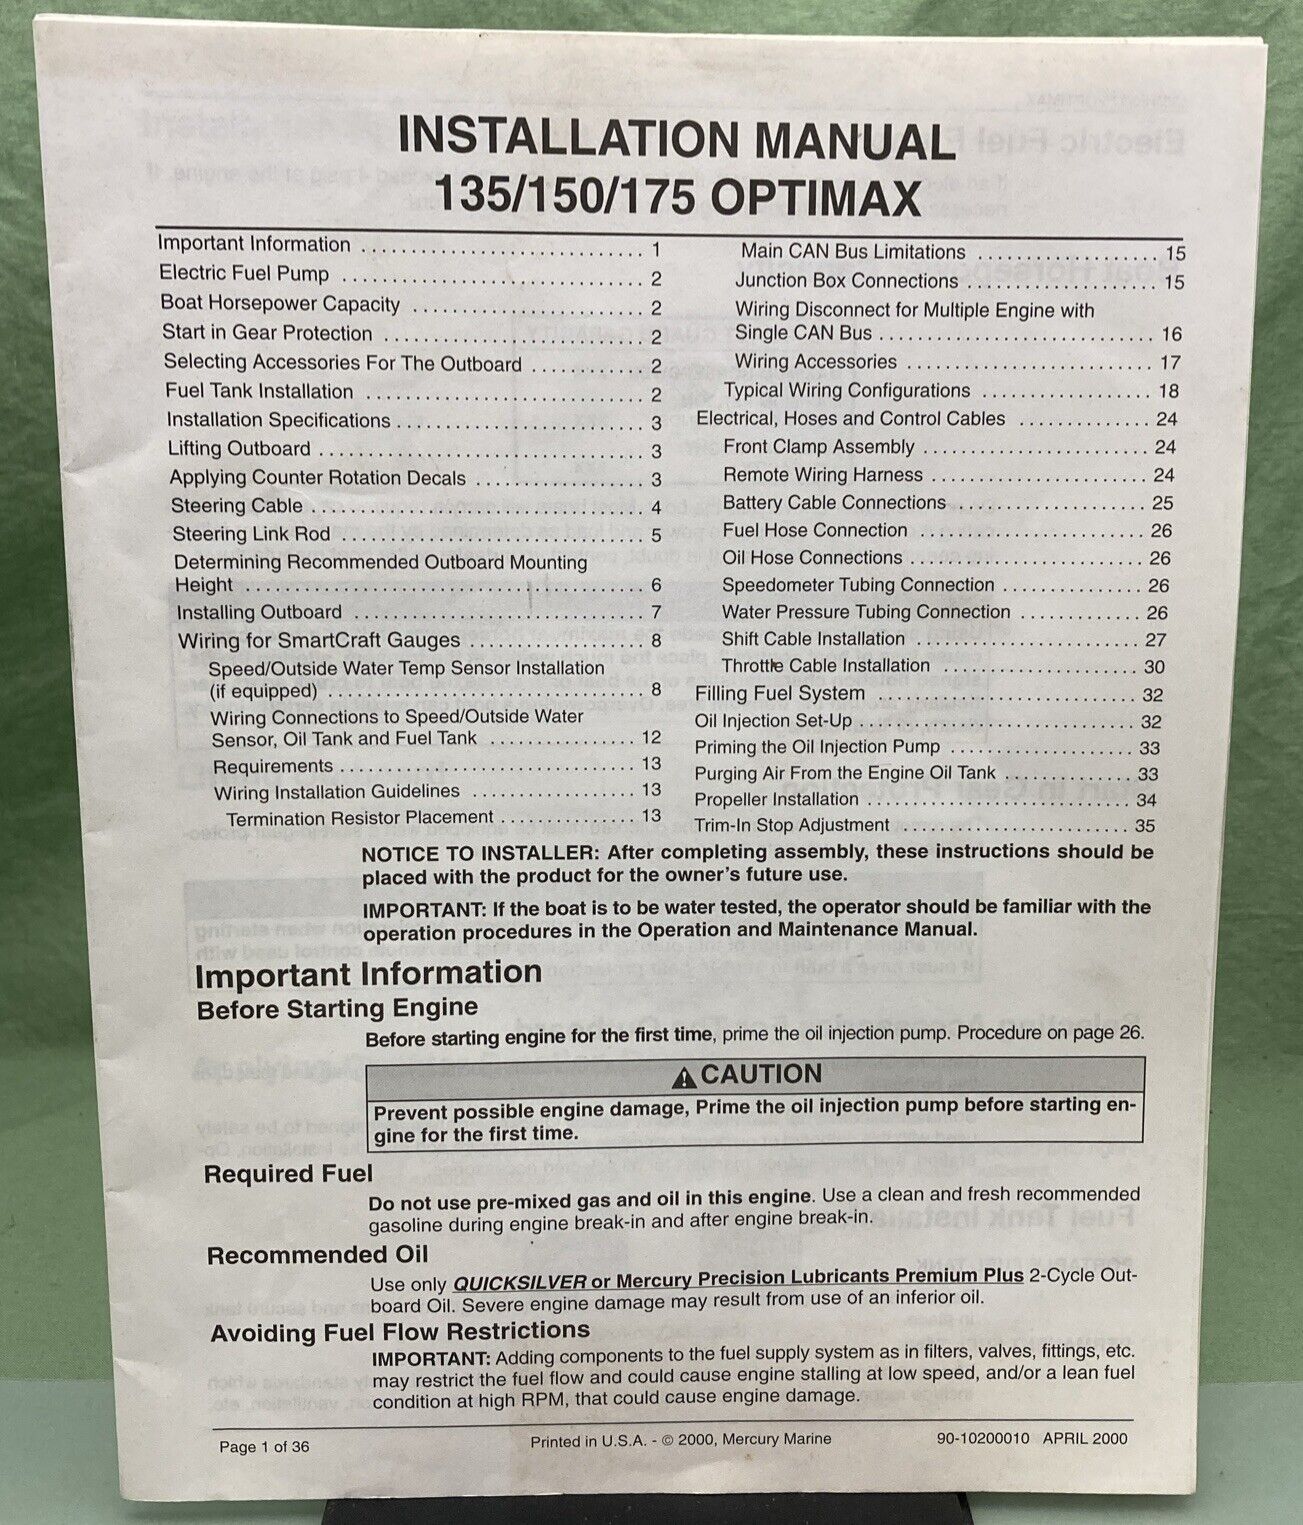 INSTALLATION MANUAL
135/150/175 OPTIMAX
Important Information . . . . . . . . . . . . . . . . . . . . . . . . . . . . 1
Electric Fuel Pump . . . . . . . . . . . . . . . . . . . . . . . . . . . . . . 2
Boat Horsepower Capacity . . . . . . . . . . . . . . . . . . . . . . . 2
Start in Gear Protection . . . . . . . . . . . . . . . . . . . . . . . . . . 2
Selecting Accessories For The Outboard . . . . . . . . . . . . 2
Fuel Tank Installation . . . . . . . . . . . . . . . . . . . . . . . . . . . . 2
Installation Specifications . . . . . . . . . . . . . . . . . . . . . . . . . 3
Lifting Outboard . . . . . . . . . . . . . . . . . . . . . . . . . . . . . . . . 3
Applying Counter Rotation Decals . . . . . . . . . . . . . . . . . 3
Steering Cable . . . . . . . . . . . . . . . . . . . . . . . . . . . . . . . . . 4
Steering Link Rod . . . . . . . . . . . . . . . . . . . . . . . . . . . . . . 5
Determining Recommended Outboard Mounting
Height . . . . . . . . . . . . . . . . . . . . . . . . . . . . . . . . . . . . . . . . 6
Installing Outboard . . . . . . . . . . . . . . . . . . . . . . . . . . . . . 7
Wiring for SmartCraft Gauges . . . . . . . . . . . . . . . . . . . 8
Speed/Outside Water Temp Sensor Installation
(if equipped) . . . . . . . . . . . . . . . . . . . . . . . . . . . . . . . . 8
Wiring Connections to Speed/Outside Water
Sensor, Oil Tank and Fuel Tank . . . . . . . . . . . . . . . . 12
Requirements . . . . . . . . . . . . . . . . . . . . . . . . . . . . . . . 13
Wiring Installation Guidelines . . . . . . . . . . . . . . . . . . 13
Termination Resistor Placement . . . . . . . . . . . . . . . 13
Main CAN Bus Limitations . . . . . . . . . . . . . . . . . . . 15
Junction Box Connections . . . . . . . . . . . . . . . . . . . . 15
Wiring Disconnect for Multiple Engine with
Single CAN Bus . . . . . . . . . . . . . . . . . . . . . . . . . . . . . 16
Wiring Accessories . . . . . . . . . . . . . . . . . . . . . . . . . . 17
Typical Wiring Configurations . . . . . . . . . . . . . . . . . . 18
Electrical, Hoses and Control Cables . . . . . . . . . . . . . . 24
Front Clamp Assembly . . . . . . . . . . . . . . . . . . . . . . . . 24
Remote Wiring Harness . . . . . . . . . . . . . . . . . . . . . . . 24
Battery Cable Connections . . . . . . . . . . . . . . . . . . . . 25
Fuel Hose Connection . . . . . . . . . . . . . . . . . . . . . . . . 26
Oil Hose Connections . . . . . . . . . . . . . . . . . . . . . . . . . 26
Speedometer Tubing Connection . . . . . . . . . . . . . . . 26
Water Pressure Tubing Connection . . . . . . . . . . . . . 26
Shift Cable Installation . . . . . . . . . . . . . . . . . . . . . . . . . 27
Throttle Cable Installation . . . . . . . . . . . . . . . . . . . . . 30
Filling Fuel System . . . . . . . . . . . . . . . . . . . . . . . . . . . . 32
Oil Injection Set-Up . . . . . . . . . . . . . . . . . . . . . . . . . . . . . 32
Priming the Oil Injection Pump . . . . . . . . . . . . . . . . . . . . 33
Purging Air From the Engine Oil Tank . . . . . . . . . . . . . . 33
Propeller Installation . . . . . . . . . . . . . . . . . . . . . . . . . . . . . 34
Trim-In Stop Adjustment . . . . . . . . . . . . . . . . . . . . . . . . . 35
NOTICE TO INSTALLER: After completing assembly, these instructions should be
placed with the product for the owner's future use.
IMPORTANT: If the boat is to be water tested, the operator should be familiar with the
operation procedures in the Operation and Maintenance Manual.
Important Information
Before Starting Engine
Before starting engine for the first time, prime the oil injection pump. Procedure on page 26.
⚠ CAUTION
Prevent possible engine damage, Prime the oil injection pump before starting en-
gine for the first time.
Required Fuel
Do not use pre-mixed gas and oil in this engine. Use a clean and fresh recommended
gasoline during engine break-in and after engine break-in.
Recommended Oil
Use only QUICKSILVER or Mercury Precision Lubricants Premium Plus 2-Cycle Out-
board Oil. Severe engine damage may result from use of an inferior oil.
Avoiding Fuel Flow Restrictions
IMPORTANT: Adding components to the fuel supply system as in filters, valves, fittings, etc.
may restrict the fuel flow and could cause engine stalling at low speed, and/or a lean fuel
condition at high RPM, that could cause engine damage.
Page 1 of 36 Printed in U.S.A. - © 2000, Mercury Marine 90-10200010 APRIL 2000